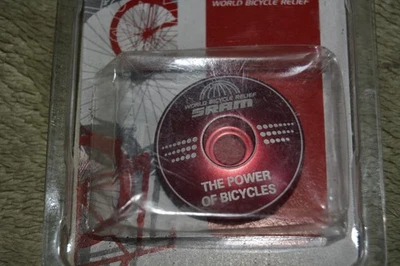 WORLD BICYCLE RELIEF
WORLD BICYCLE RELIEF
SRAM
THE POWER
OF BICYCLES